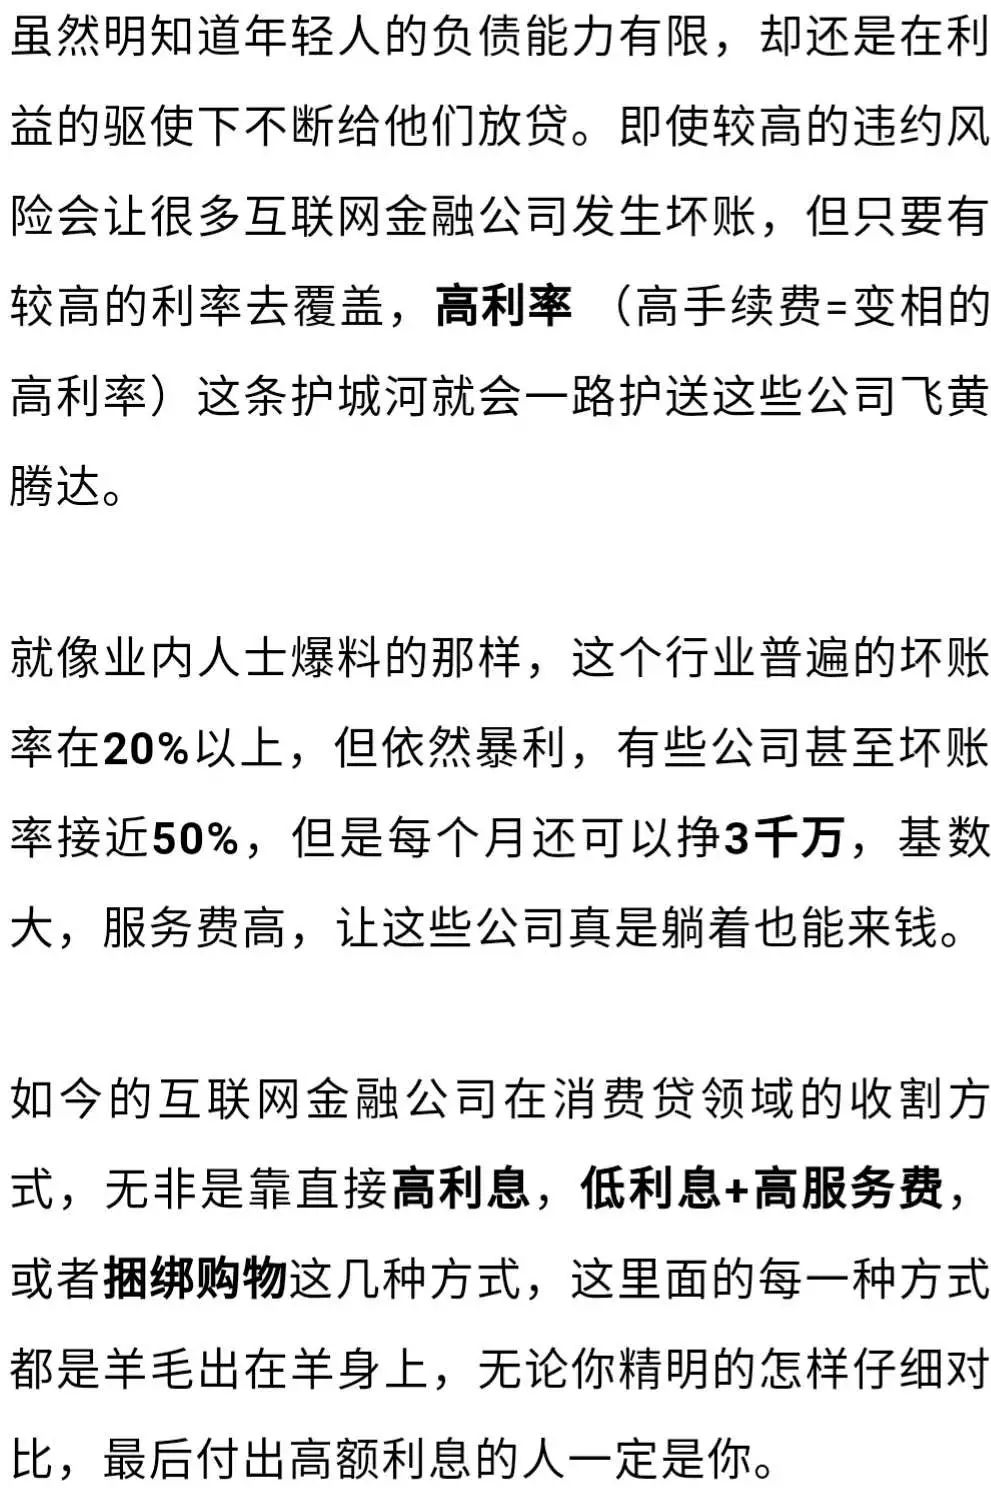 虽然明知道年轻人的负债能力有限，却还是在利
益的驱使下不断给他们放贷。即使较高的违约风
险会让很多互联网金融公司发生坏账，但只要有
较高的利率去覆盖，高利率（高手续费=变相的
高利率）这条护城河就会一路护送这些公司飞黄
腾达。
就像业内人士爆料的那样，这个行业普遍的坏账
率在20%以上，但依然暴利，有些公司甚至坏账
率接近50%，但是每个月还可以挣3千万，基数
大，服务费高，让这些公司真是躺着也能来钱。
如今的互联网金融公司在消费贷领域的收割方
式，无非是靠直接高利息，低利息+高服务费，
或者捆绑购物这几种方式，这里面的每一种方式
都是羊毛出在羊身上，无论你精明的怎样仔细对
比，最后付出高额利息的人一定是你。